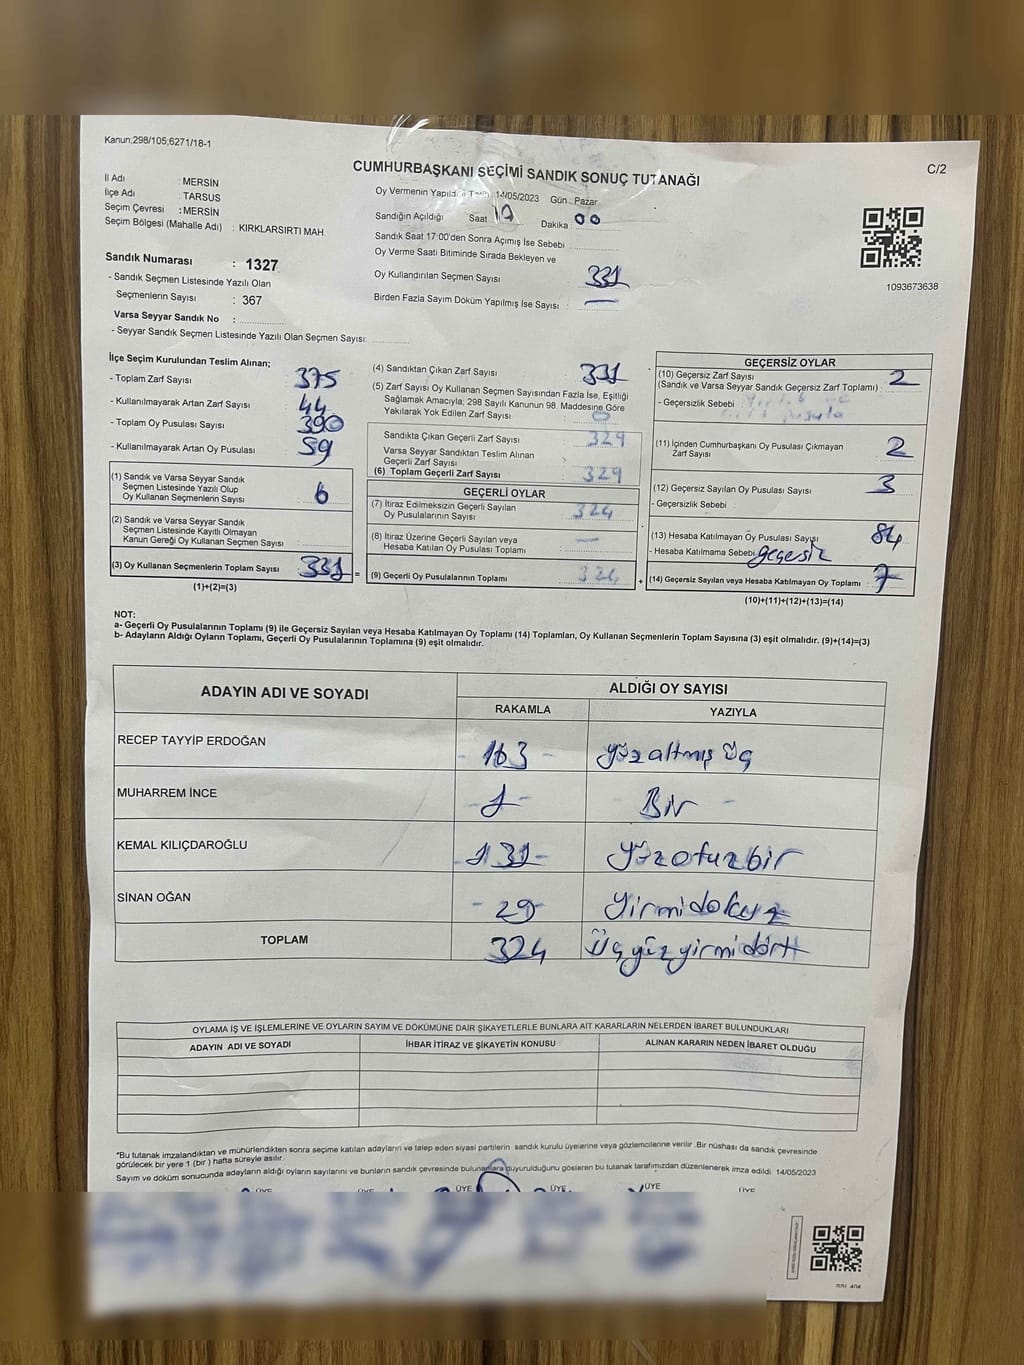 Kanun;298/105;6271/18-1
CUMHURBAŞKANI SEÇİMİ SANDIK SONUÇ TUTANAĞI
C/2
İl Adı : MERSİN
İlçe Adı : TARSUS
Seçim Çevresi : MERSİN
Seçim Bölgesi (Mahalle Adı) : KIRKLARSIRTI MAH.
Sandık Numarası : 1327
- Sandık Seçmen Listesinde Yazılı Olan
Seçmenlerin Sayısı : 367
Varsa Seyyar Sandık No :
- Seyyar Sandık Seçmen Listesinde Yazılı Olan Seçmen Sayısı:
Oy Vermenin Yapıldığı Tarih 14/05/2023 Gün : Pazar
Sandığın Açıldığı Saat Dakika : 00
Sandık Saat 17:00'den Sonra Açımış İse Sebebi
Oy Verme Saati Bitiminde Sırada Bekleyen ve
Oy Kullandırılan Seçmen Sayısı 331
Birden Fazla Sayım Döküm Yapılmış İse Sayısı : —
1093673638
İlçe Seçim Kurulundan Teslim Alınan;
- Toplam Zarf Sayısı 375
- Kullanılmayarak Artan Zarf Sayısı 44
- Toplam Oy Pusulası Sayısı 390
- Kullanılmayarak Artan Oy Pusulası 59
(1) Sandık ve Varsa Seyyar Sandık
Seçmen Listesinde Yazılı Olup
Oy Kullanan Seçmenlerin Sayısı 6
(2) Sandık ve Varsa Seyyar Sandık
Seçmen Listesinde Kayıtlı Olmayan
Kanun Gereği Oy Kullanan Seçmen Sayısı :
(3) Oy Kullanan Seçmenlerin Toplam Sayısı 331 =
(1)+(2)=(3)
(4) Sandıktan Çıkan Zarf Sayısı 331
(5) Zarf Sayısı Oy Kullanan Seçmen Sayısından Fazla İse, Eşitliği
Sağlamak Amacıyla; 298 Sayılı Kanunun 98. Maddesine Göre
Yakılarak Yok Edilen Zarf Sayısı 0
Sandıkta Çıkan Geçerli Zarf Sayısı 329
Varsa Seyyar Sandıktan Teslim Alınan
Geçerli Zarf Sayısı
(6) Toplam Geçerli Zarf Sayısı : 329
GEÇERLİ OYLAR
(7) İtiraz Edilmeksizin Geçerli Sayılan
Oy Pusulalarının Sayısı : 324
(8) İtiraz Üzerine Geçerli Sayılan veya
Hesaba Katılan Oy Pusulası Toplamı : —
(9) Geçerli Oy Pusulalarının Toplamı 324 +
GEÇERSİZ OYLAR
(10) Geçersiz Zarf Sayısı
(Sandık ve Varsa Seyyar Sandık Geçersiz Zarf Toplamı) : 2
- Geçersizlik Sebebi : pusula
(11) İçinden Cumhurbaşkanı Oy Pusulası Çıkmayan
Zarf Sayısı 2
(12) Geçersiz Sayılan Oy Pusulası Sayısı : 3
- Geçersizlik Sebebi :
(13) Hesaba Katılmayan Oy Pusulası Sayısı
- Hesaba Katılmama Sebebi geçersiz
(14) Geçersiz Sayılan veya Hesaba Katılmayan Oy Toplamı : 7
(10)+(11)+(12)+(13)=(14)
NOT:
a- Geçerli Oy Pusulalarının Toplamı (9) ile Geçersiz Sayılan veya Hesaba Katılmayan Oy Toplamı (14) Toplamları, Oy Kullanan Seçmenlerin Toplam Sayısına (3) eşit olmalıdır. (9)+(14)=(3)
b- Adayların Aldığı Oyların Toplamı, Geçerli Oy Pusulalarının Toplamına (9) eşit olmalıdır.
ADAYIN ADI VE SOYADI ALDIĞI OY SAYISI
RAKAMLA YAZIYLA
RECEP TAYYİP ERDOĞAN - 163 - yüzaltmış üç
MUHARREM İNCE - 1 - - Bir -
KEMAL KILIÇDAROĞLU - 131 - yüzotuzbir
SİNAN OĞAN - 29 - yirmidokuz
TOPLAM 324 üçyüzyirmidört
OYLAMA İŞ VE İŞLEMLERİNE VE OYLARIN SAYIM VE DÖKÜMÜNE DAİR ŞİKAYETLERLE BUNLARA AİT KARARLARIN NELERDEN İBARET BULUNDUKLARI
ADAYIN ADI VE SOYADI İHBAR İTİRAZ VE ŞİKAYETİN KONUSU ALINAN KARARIN NEDEN İBARET OLDUĞU
*Bu tutanak imzalandıktan ve mühürlendikten sonra seçime katılan adayların ve talep eden siyasi partilerin sandık kurulu üyelerine veya gözlemcilerine verilir .Bir nüshası da sandık çevresinde
görülecek bir yere 1 (bir ) hafta süreyle asılır.
Sayım ve döküm sonucunda adayların aldığı oyların sayılarını ve bunların sandık çevresinde bulunanlara duyurulduğunu gösteren bu tutanak tarafımızdan düzenlenerek imza edildi. 14/05/2023
ÜYE ÜYE ÜYE ÜYE ÜYE ÜYE